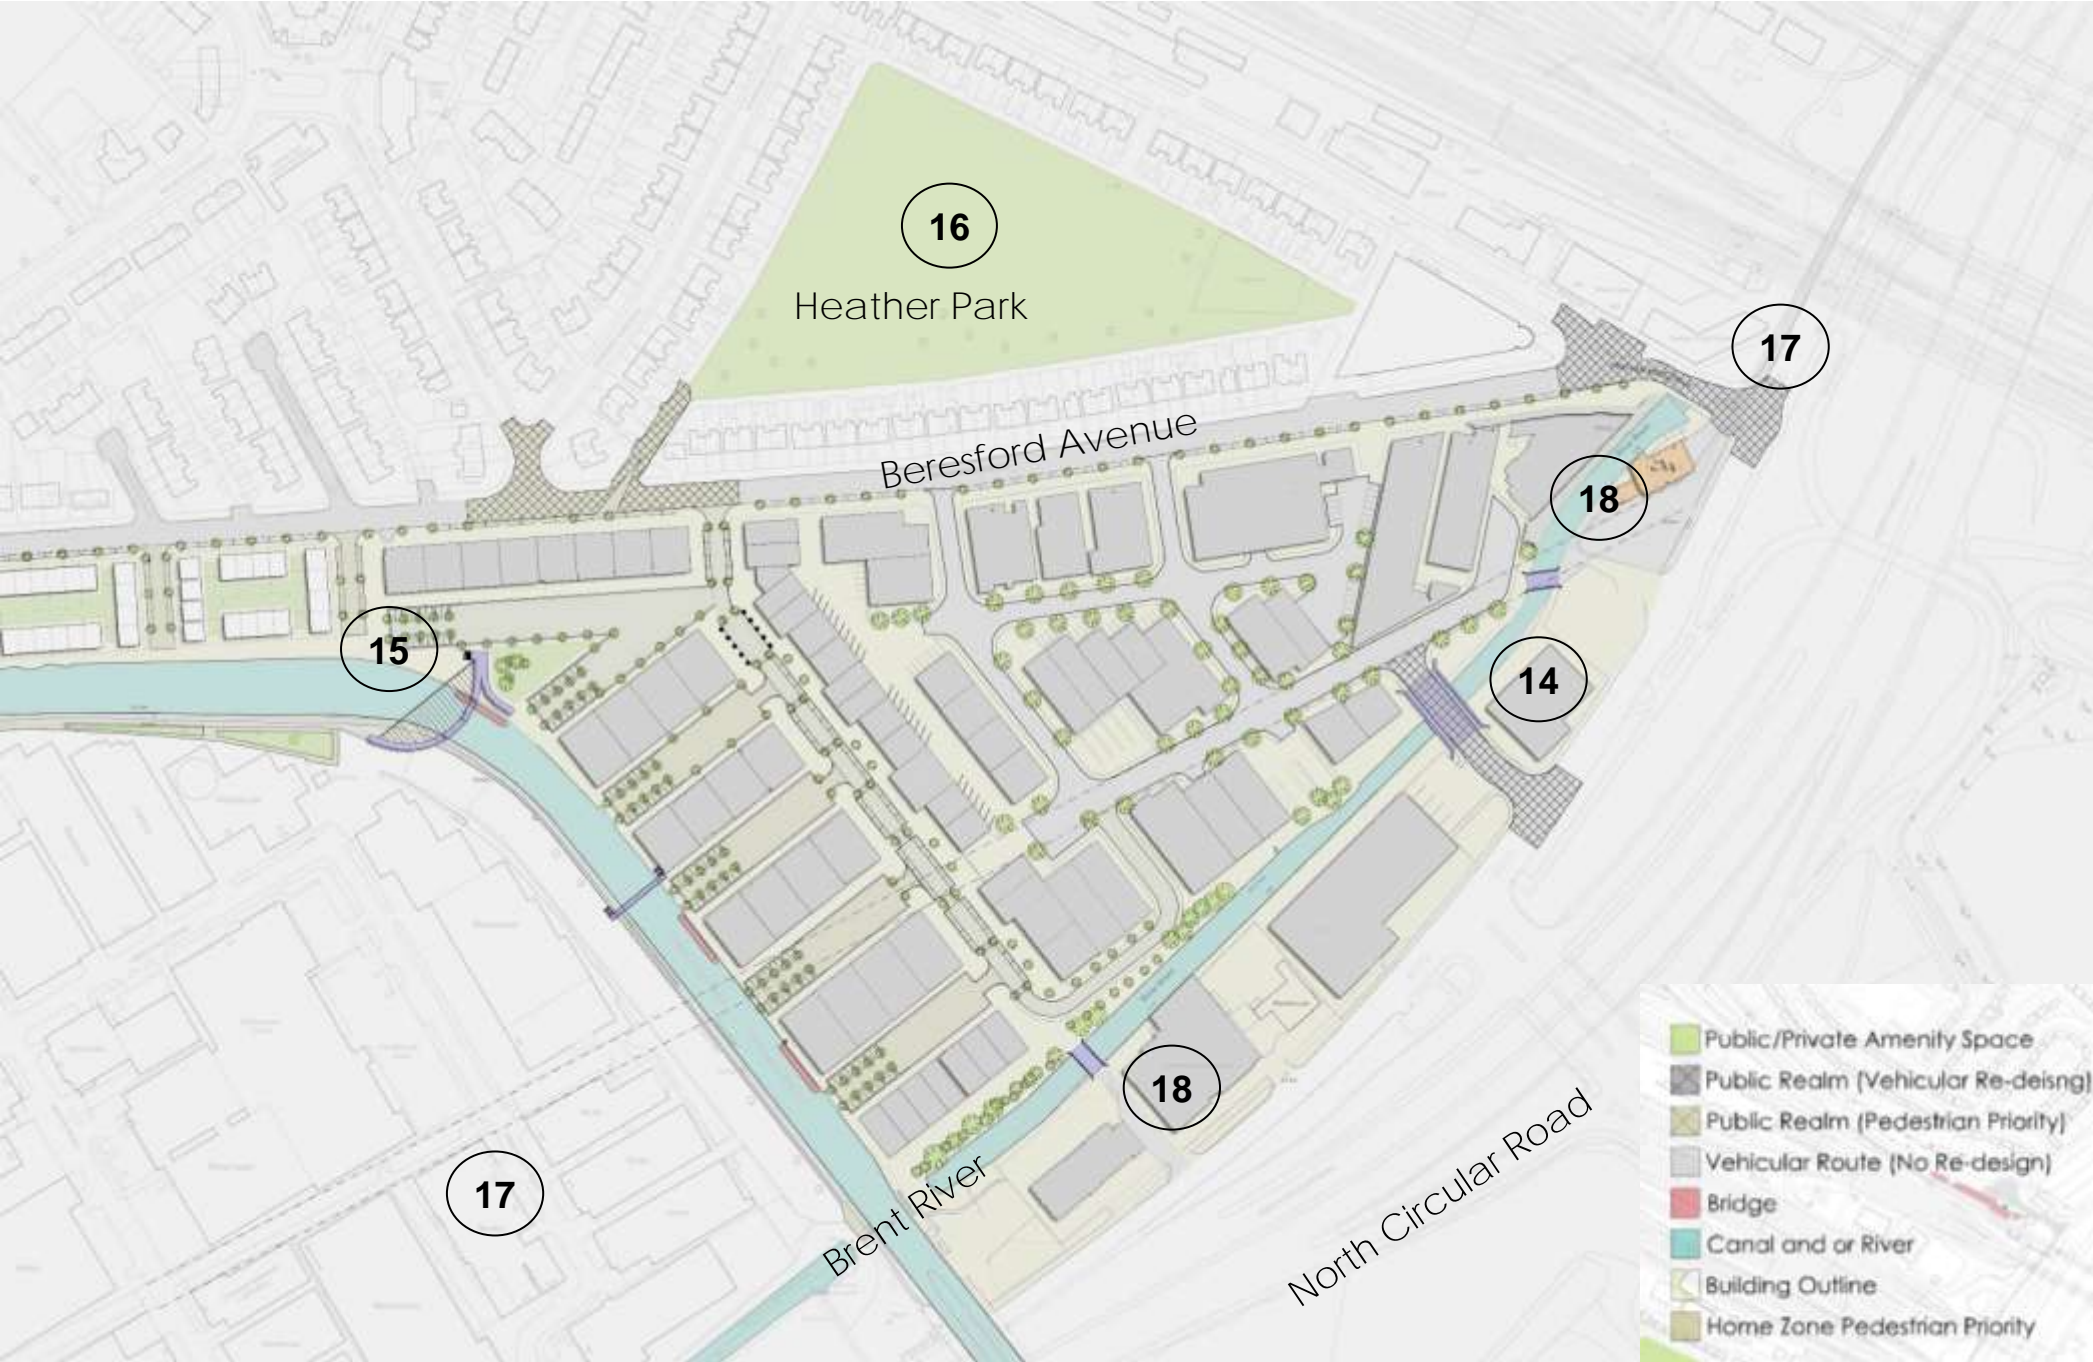 16
Heather Park
17
Beresford Avenue
18
15
14
18
17
Brent River
North Circular Road
Public/Private Amenity Space
Public Realm (Vehicular Re-deisng)
Public Realm (Pedestrian Priority)
Vehicular Route (No Re-design)
Bridge
Canal and or River
Building Outline
Home Zone Pedestrian Priority